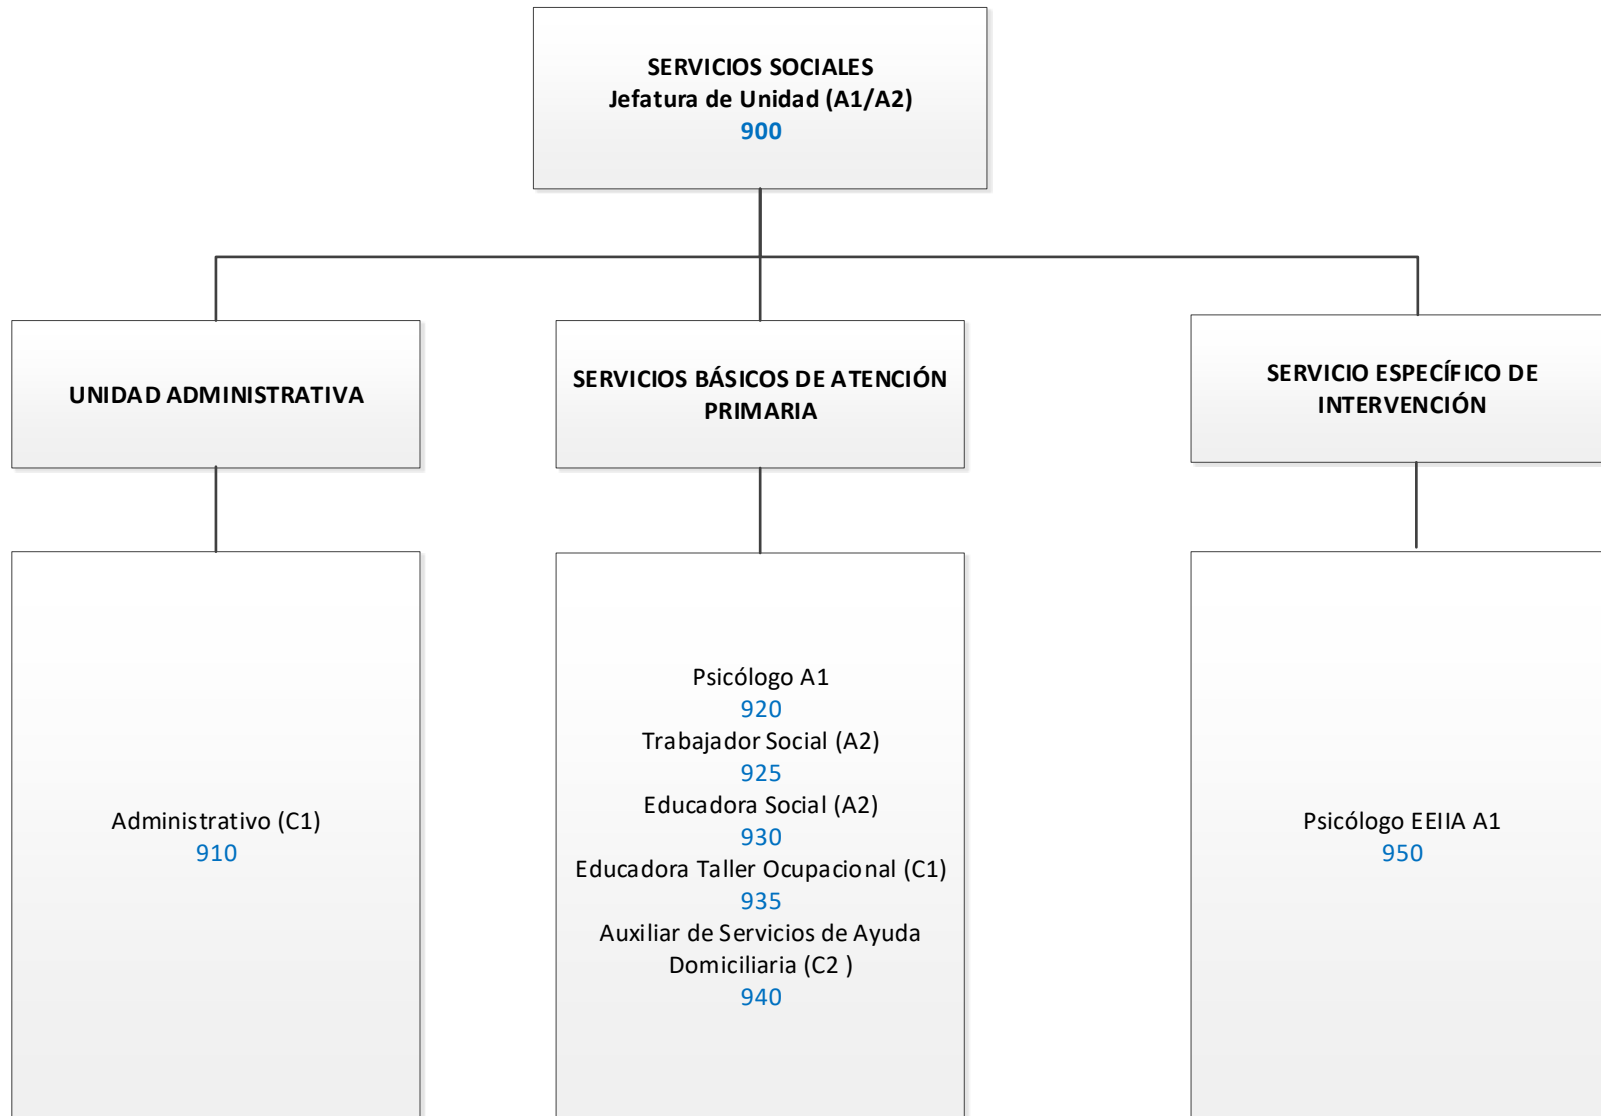 SERVICIOS SOCIALES
Jefatura de Unidad (A1/A2)
900
UNIDAD ADMINISTRATIVA
SERVICIOS BÁSICOS DE ATENCIÓN
PRIMARIA
SERVICIO ESPECÍFICO DE
INTERVENCIÓN
Administrativo (C1)
910
Psicólogo A1
920
Trabajador Social (A2)
925
Educadora Social (A2)
930
Educadora Taller Ocupacional (C1)
935
Auxiliar de Servicios de Ayuda
Domiciliaria (C2 )
940
Psicólogo EEIIA A1
950